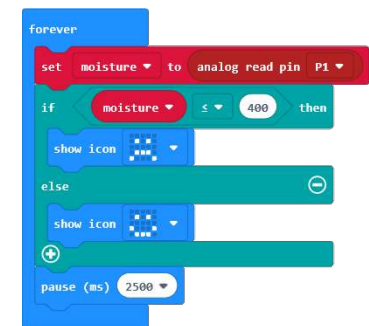 forever
set moisture to analog read pin P1
if moisture ≤ 400 then
show icon
else
show icon
pause (ms) 2500